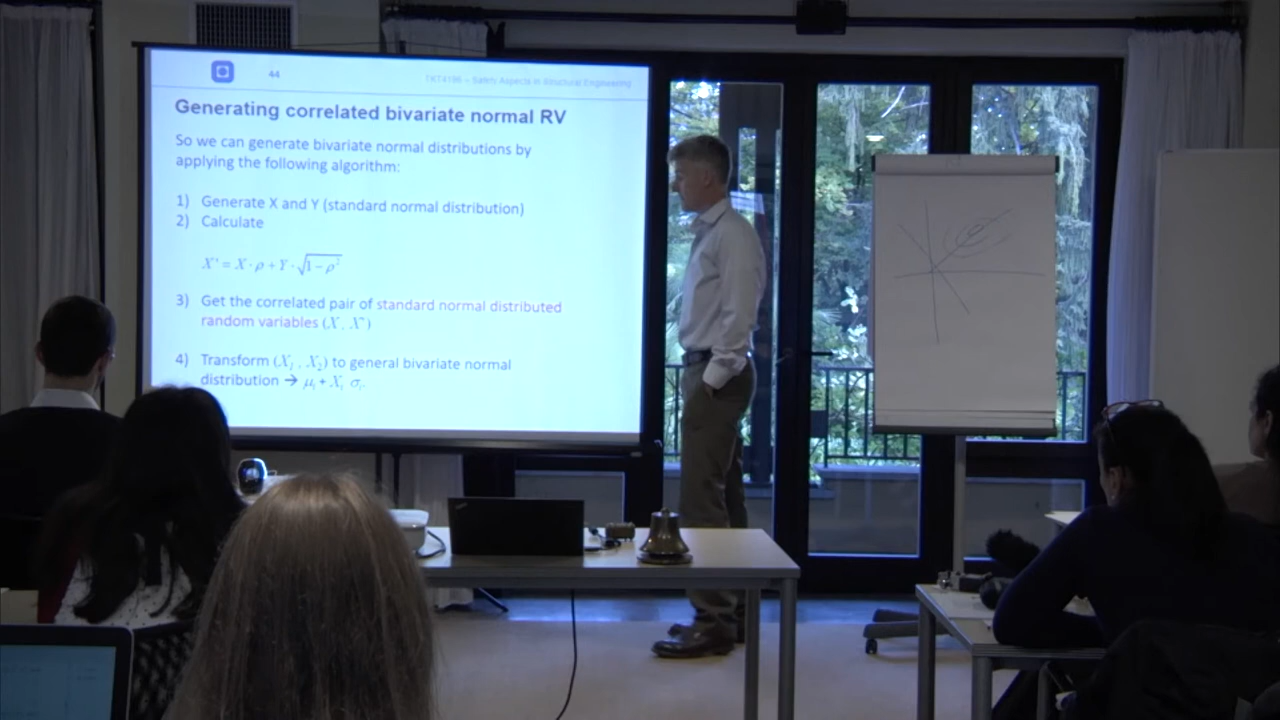 44
TKT4196 – Safety Aspects in Structural Engineering
Generating correlated bivariate normal RV
So we can generate bivariate normal distributions by
applying the following algorithm:
1) Generate X and Y (standard normal distribution)
2) Calculate
X* = X · ρ + Y · √1 − ρ²
3) Get the correlated pair of standard normal distributed
random variables (X, X*)
4) Transform (X₁ , X₂) to general bivariate normal
distribution → μᵢ + Xᵢ σᵢ.